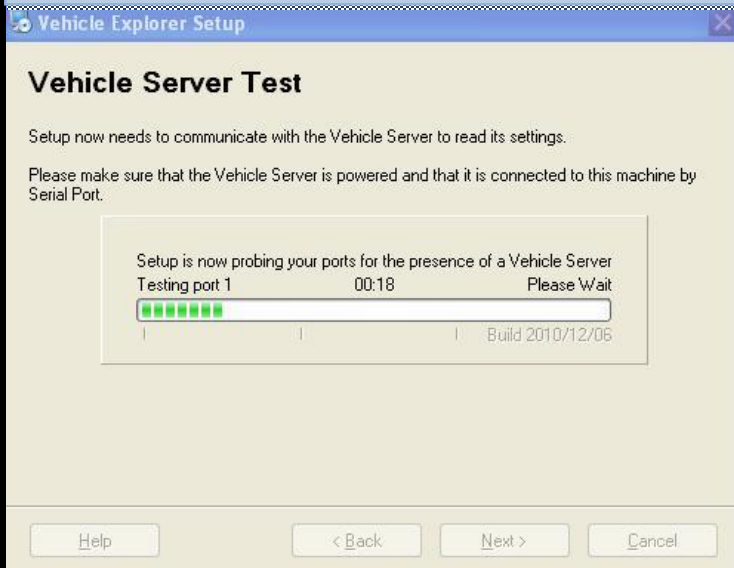 Vehicle Explorer Setup
Vehicle Server Test
Setup now needs to communicate with the Vehicle Server to read its settings.
Please make sure that the Vehicle Server is powered and that it is connected to this machine by
Serial Port.
Setup is now probing your ports for the presence of a Vehicle Server
Testing port 1 00:18 Please Wait
Build 2010/12/06
Help < Back Next > Cancel